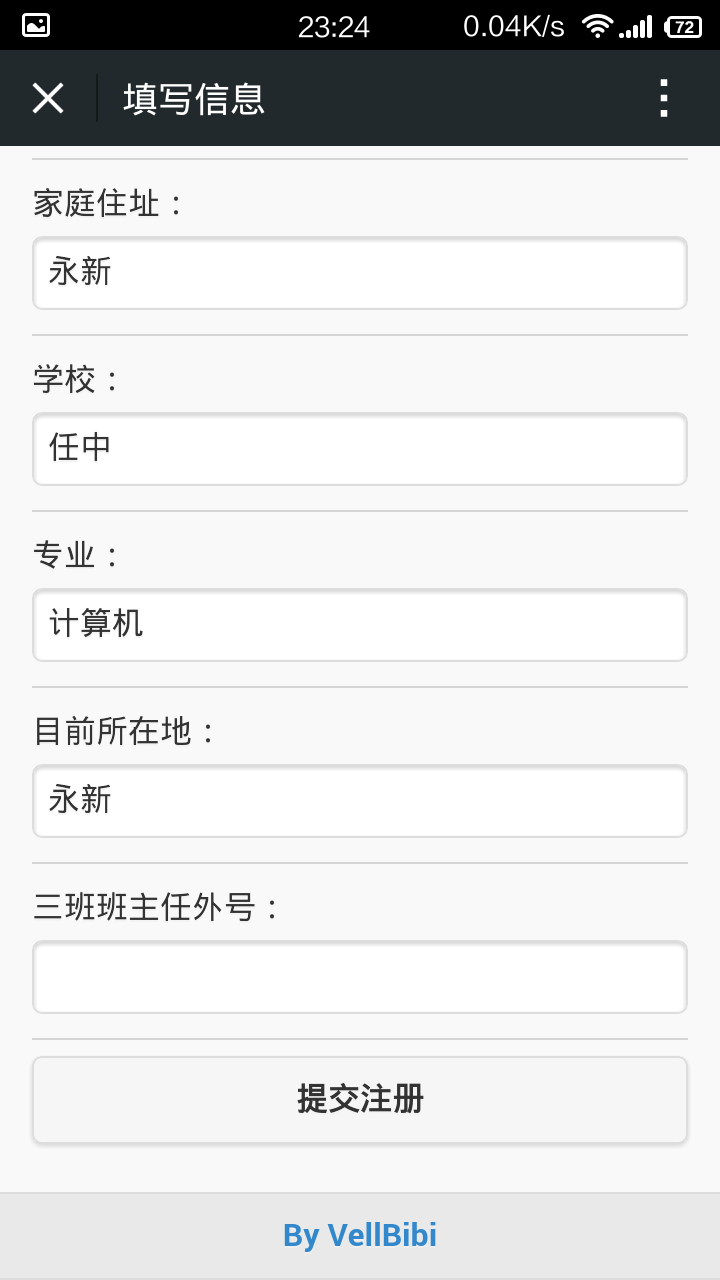 23:24 0.04K/s 72
填写信息
家庭住址：
永新
学校：
任中
专业：
计算机
目前所在地：
永新
三班班主任外号：
提交注册
By VellBibi